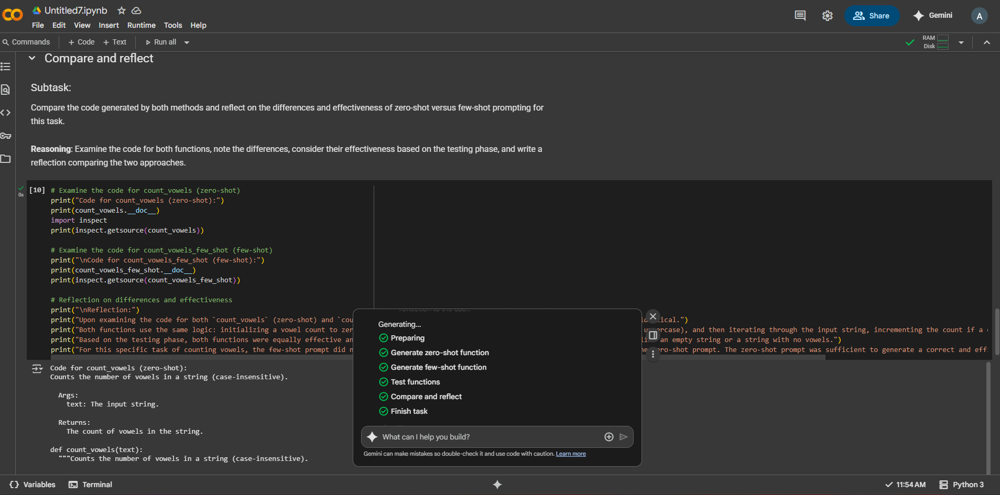 Untitled7.ipynb
File Edit View Insert Runtime Tools Help
Share
Gemini
A
Commands + Code + Text Run all
RAM
Disk
Compare and reflect
Subtask:
Compare the code generated by both methods and reflect on the differences and effectiveness of zero-shot versus few-shot prompting for
this task.
Reasoning: Examine the code for both functions, note the differences, consider their effectiveness based on the testing phase, and write a
reflection comparing the two approaches.
0s
[10] # Examine the code for count_vowels (zero-shot)
print("Code for count_vowels (zero-shot):")
print(count_vowels.__doc__)
import inspect
print(inspect.getsource(count_vowels))
# Examine the code for count_vowels_few_shot (few-shot)
print("\nCode for count_vowels_few_shot (few-shot):")
print(count_vowels_few_shot.__doc__)
print(inspect.getsource(count_vowels_few_shot))
# Reflection on differences and effectiveness
print("\nReflection:")
print("Upon examining the code for both `count_vowels` (zero-shot) and `cou ical.")
print("Both functions use the same logic: initializing a vowel count to zer ercase), and then iterating through the input string, incrementing the count if a
print("Based on the testing phase, both functions were equally effective an an empty string or a string with no vowels.")
print("For this specific task of counting vowels, the few-shot prompt did n ro-shot prompt. The zero-shot prompt was sufficient to generate a correct and eff
Code for count_vowels (zero-shot):
Counts the number of vowels in a string (case-insensitive).
Args:
text: The input string.
Returns:
The count of vowels in the string.
def count_vowels(text):
"""Counts the number of vowels in a string (case-insensitive).
Generating...
Preparing
Generate zero-shot function
Generate few-shot function
Test functions
Compare and reflect
Finish task
What can I help you build?
Gemini can make mistakes so double-check it and use code with caution. Learn more
Variables Terminal
11:54 AM Python 3